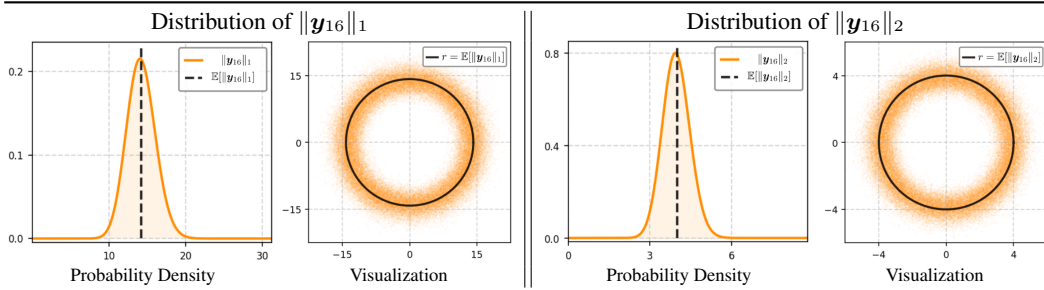 Distribution of ‖y₁₆‖₁
0.2
0.1
0.0
0
10
20
30
‖y₁₆‖₁
𝔼[‖y₁₆‖₁]
Probability Density
15
0
−15
−15
0
15
r = 𝔼[‖y₁₆‖₁]
Visualization
Distribution of ‖y₁₆‖₂
0.8
0.4
0.0
0
3
6
‖y₁₆‖₂
𝔼[‖y₁₆‖₂]
Probability Density
4
0
−4
−4
0
4
r = 𝔼[‖y₁₆‖₂]
Visualization